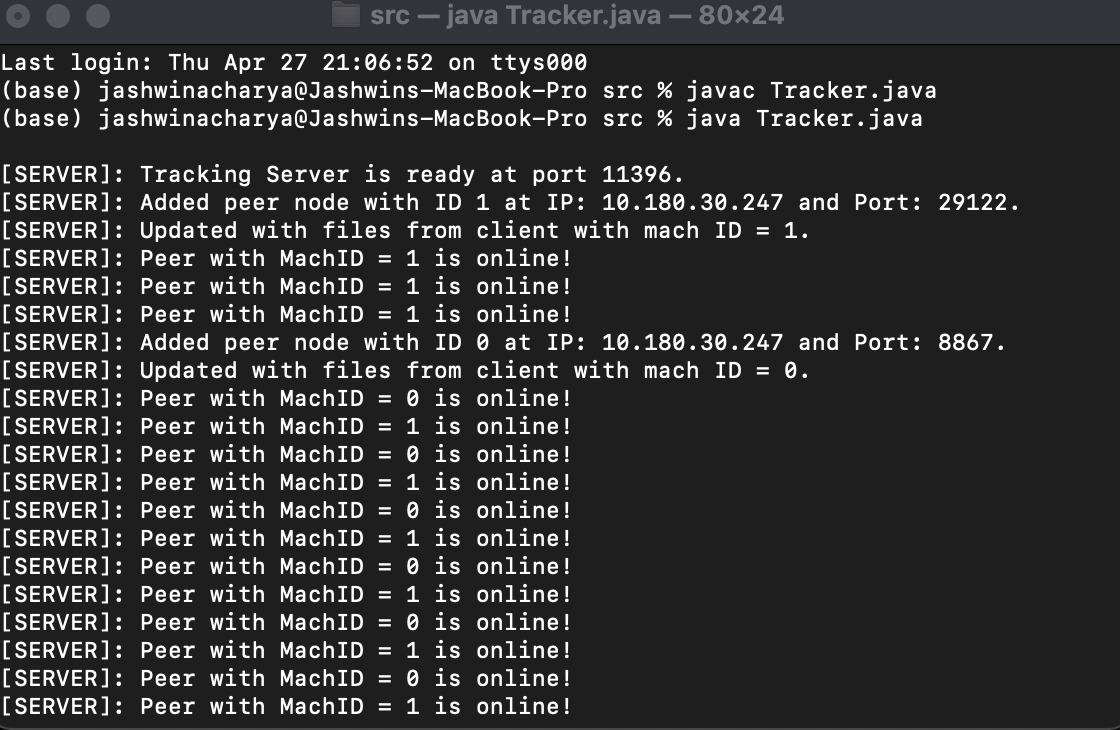 src — java Tracker.java — 80×24
Last login: Thu Apr 27 21:06:52 on ttys000
(base) jashwinacharya@Jashwins-MacBook-Pro src % javac Tracker.java
(base) jashwinacharya@Jashwins-MacBook-Pro src % java Tracker.java
[SERVER]: Tracking Server is ready at port 11396.
[SERVER]: Added peer node with ID 1 at IP: 10.180.30.247 and Port: 29122.
[SERVER]: Updated with files from client with mach ID = 1.
[SERVER]: Peer with MachID = 1 is online!
[SERVER]: Peer with MachID = 1 is online!
[SERVER]: Peer with MachID = 1 is online!
[SERVER]: Added peer node with ID 0 at IP: 10.180.30.247 and Port: 8867.
[SERVER]: Updated with files from client with mach ID = 0.
[SERVER]: Peer with MachID = 0 is online!
[SERVER]: Peer with MachID = 1 is online!
[SERVER]: Peer with MachID = 0 is online!
[SERVER]: Peer with MachID = 1 is online!
[SERVER]: Peer with MachID = 0 is online!
[SERVER]: Peer with MachID = 1 is online!
[SERVER]: Peer with MachID = 0 is online!
[SERVER]: Peer with MachID = 1 is online!
[SERVER]: Peer with MachID = 0 is online!
[SERVER]: Peer with MachID = 1 is online!
[SERVER]: Peer with MachID = 0 is online!
[SERVER]: Peer with MachID = 1 is online!